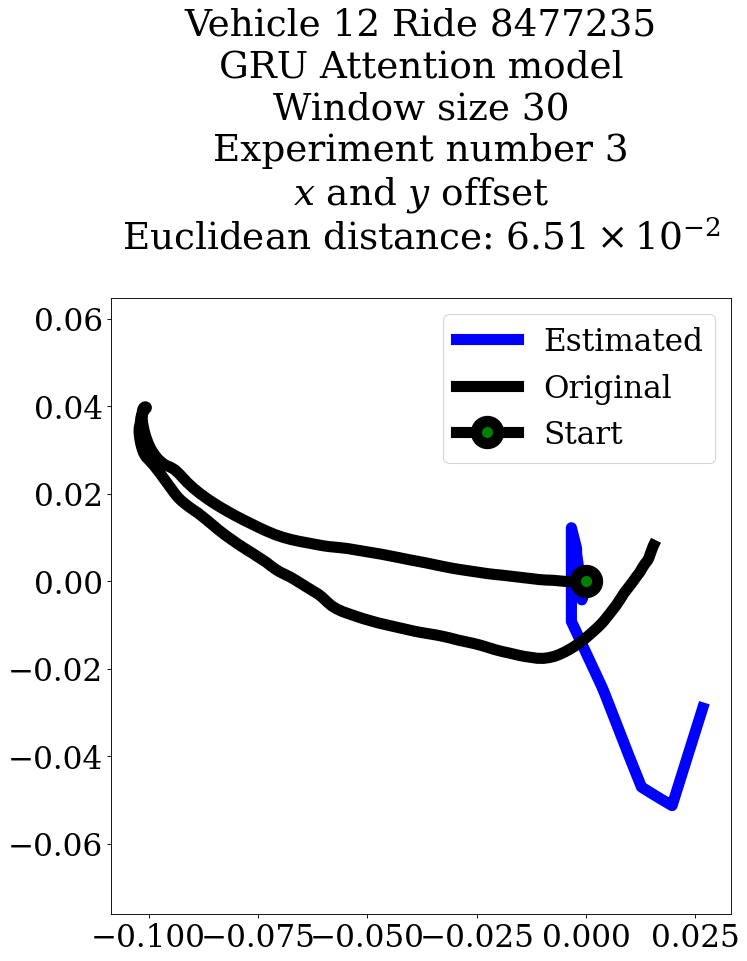 Vehicle 12 Ride 8477235
GRU Attention model
Window size 30
Experiment number 3
x and y offset
Euclidean distance: 6.51 × 10⁻²
Estimated
Original
Start
0.06
0.04
0.02
0.00
−0.02
−0.04
−0.06
−0.100 −0.075 −0.050 −0.025 0.000 0.025